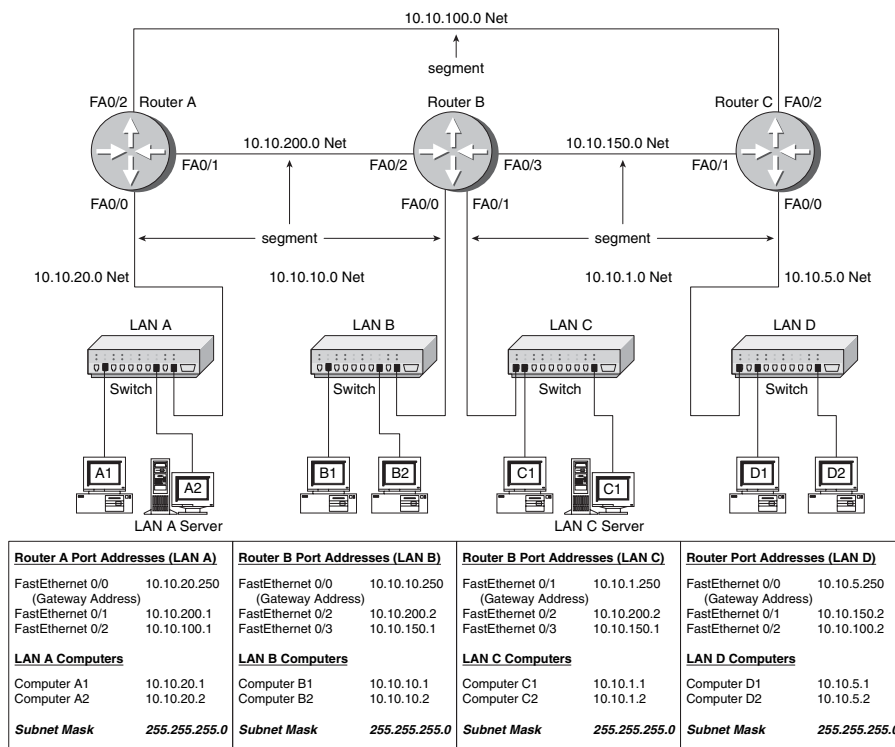 10.10.100.0 Net
segment
FA0/2 Router A
Router B
Router C FA0/2
10.10.200.0 Net
10.10.150.0 Net
FA0/1
FA0/2
FA0/3
FA0/1
FA0/0
FA0/0
FA0/1
FA0/0
segment
segment
10.10.20.0 Net
10.10.10.0 Net
10.10.1.0 Net
10.10.5.0 Net
LAN A
LAN B
LAN C
LAN D
Switch
Switch
Switch
Switch
A1
A2
B1
B2
C1
C1
D1
D2
LAN A Server
LAN C Server
Router A Port Addresses (LAN A)
FastEthernet 0/0 10.10.20.250
(Gateway Address)
FastEthernet 0/1 10.10.200.1
FastEthernet 0/2 10.10.100.1
LAN A Computers
Computer A1 10.10.20.1
Computer A2 10.10.20.2
Subnet Mask 255.255.255.0
Router B Port Addresses (LAN B)
FastEthernet 0/0 10.10.10.250
(Gateway Address)
FastEthernet 0/2 10.10.200.2
FastEthernet 0/3 10.10.150.1
LAN B Computers
Computer B1 10.10.10.1
Computer B2 10.10.10.2
Subnet Mask 255.255.255.0
Router B Port Addresses (LAN C)
FastEthernet 0/1 10.10.1.250
(Gateway Address)
FastEthernet 0/2 10.10.200.2
FastEthernet 0/3 10.10.150.1
LAN C Computers
Computer C1 10.10.1.1
Computer C2 10.10.1.2
Subnet Mask 255.255.255.0
Router Port Addresses (LAN D)
FastEthernet 0/0 10.10.5.250
(Gateway Address)
FastEthernet 0/1 10.10.150.2
FastEthernet 0/2 10.10.100.2
LAN D Computers
Computer D1 10.10.5.1
Computer D2 10.10.5.2
Subnet Mask 255.255.255.0